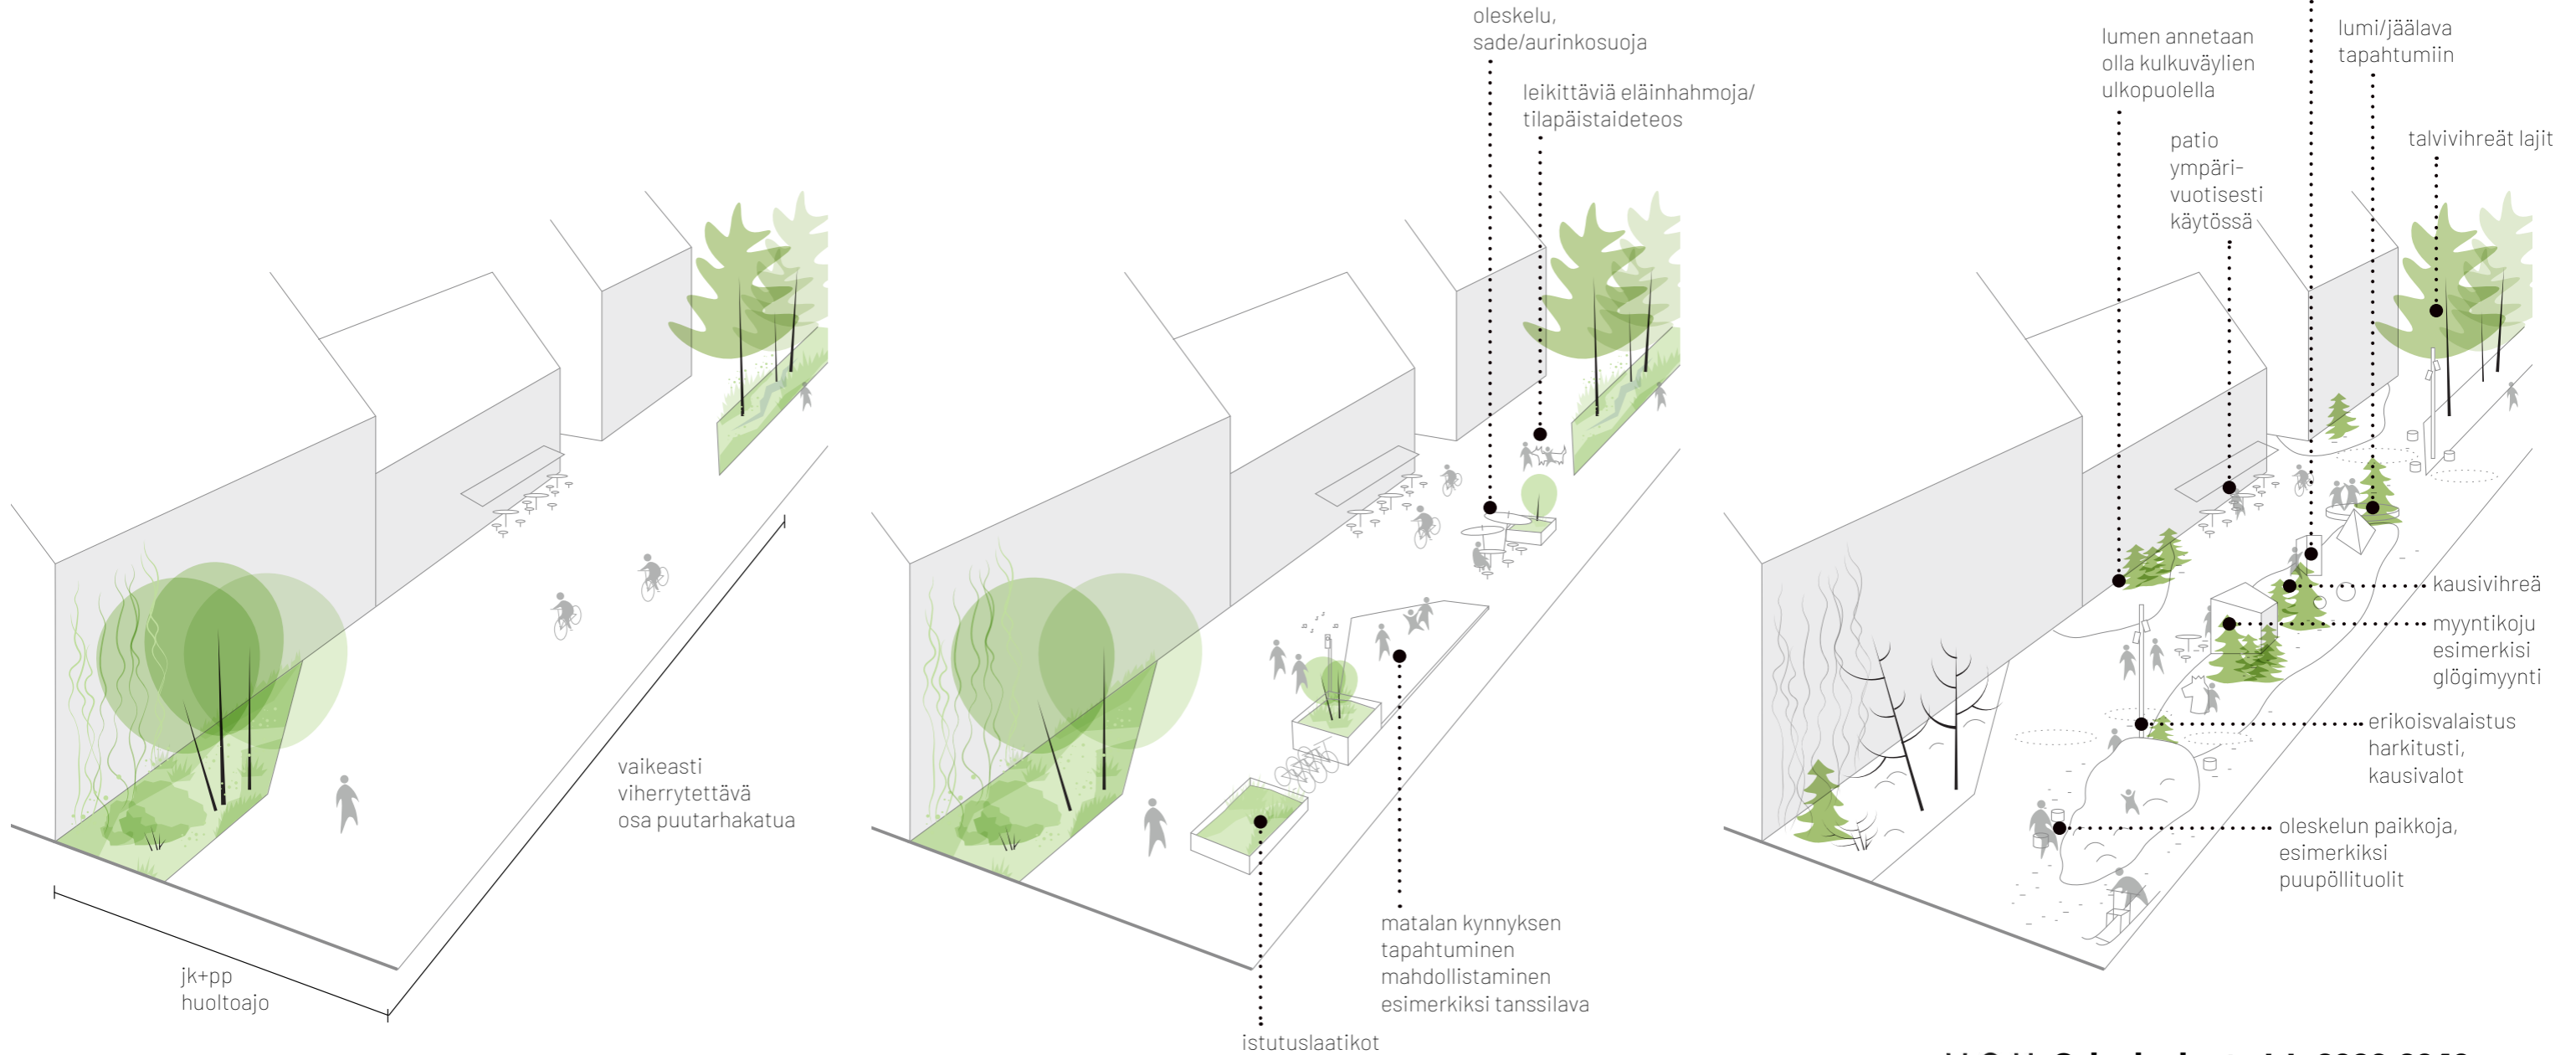 vaikeasti
viherrytettävä
osa puutarhakatua
jk+pp
huoltoajo
oleskelu,
sade/aurinkosuoja
leikittäviä eläinhahmoja/
tilapäistaideteos
matalan kynnyksen
tapahtuminen
mahdollistaminen
esimerkiksi tanssilava
istutuslaatikot
lumen annetaan
olla kulkuväylien
ulkopuolella
patio
ympäri-
vuotisesti
käytössä
lumi/jäälava
tapahtumiin
talvivihreät lajit
kausivihreä
myyntikoju
esimerkisi
glögimyynti
erikoisvalaistus
harkitusti,
kausivalot
oleskelun paikkoja,
esimerkiksi
puupöllituolit